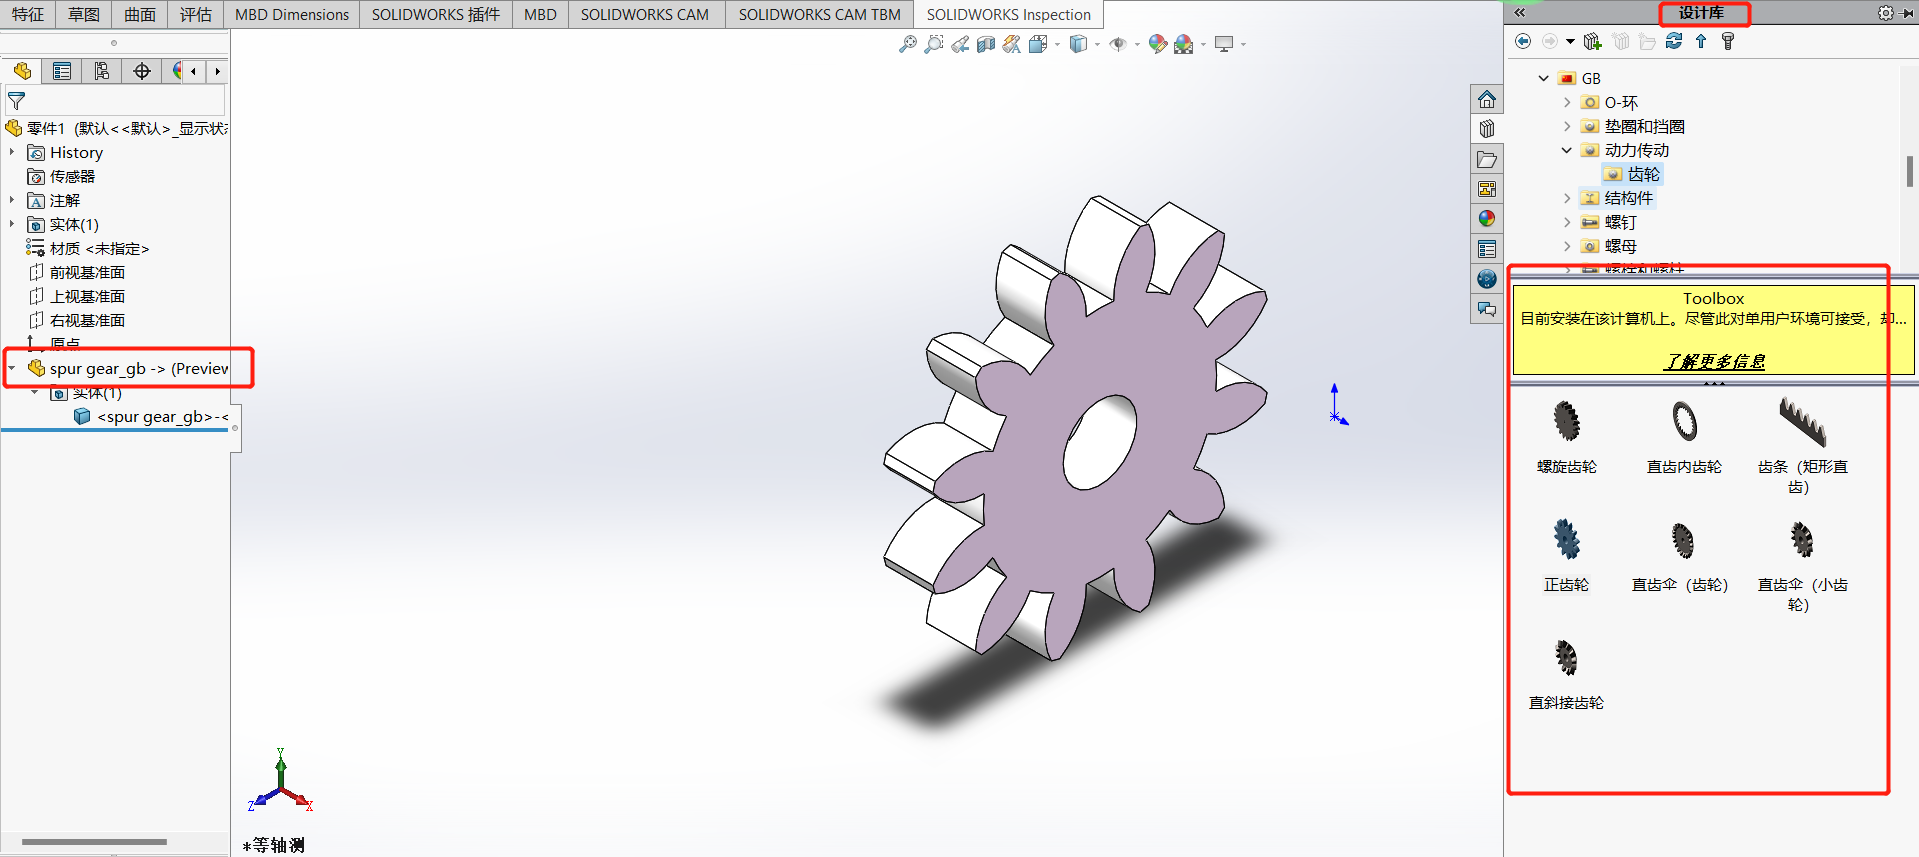 特征 草图 曲面 评估 MBD Dimensions SOLIDWORKS 插件 MBD SOLIDWORKS CAM SOLIDWORKS CAM TBM SOLIDWORKS Inspection
零件1 (默认<<默认>_显示状态
History
传感器
注解
实体(1)
材质 <未指定>
前视基准面
上视基准面
右视基准面
原点
spur gear_gb -> (Preview
实体(1)
<spur gear_gb>-<
Y
Z
X
*等轴测
设计库
GB
O-环
垫圈和挡圈
动力传动
齿轮
结构件
螺钉
螺母
螺栓和螺柱
Toolbox
目前安装在该计算机上。尽管此对单用户环境可接受，却...
了解更多信息
螺旋齿轮
直齿内齿轮
齿条（矩形直
齿）
正齿轮
直齿伞（齿轮）
直齿伞（小齿
轮）
直斜接齿轮